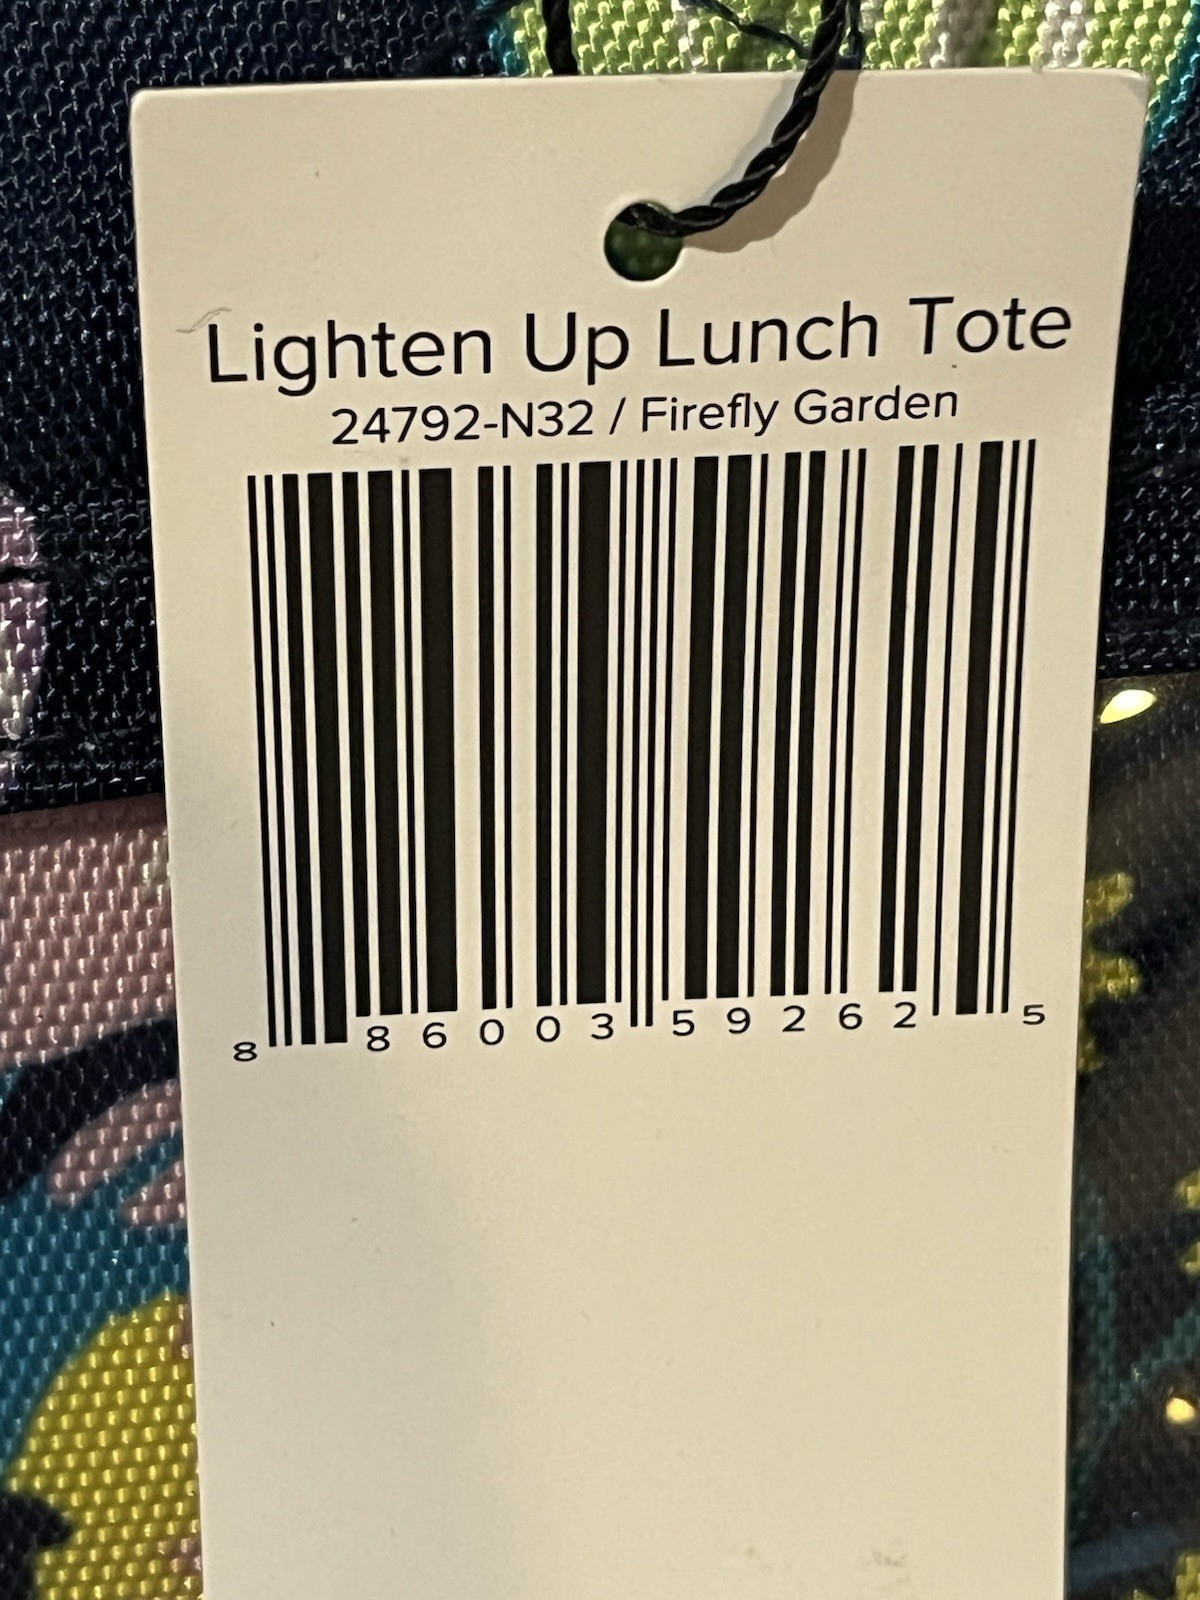 Lighten Up Lunch Tote
24792-N32 / Firefly Garden
8 86003 59262 5